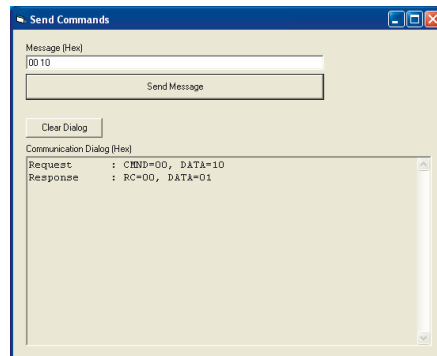 Send Commands
Message (Hex)
00 10
Send Message
Clear Dialog
Communication Dialog (Hex)
Request : CMND=00, DATA=10
Response : RC=00, DATA=01